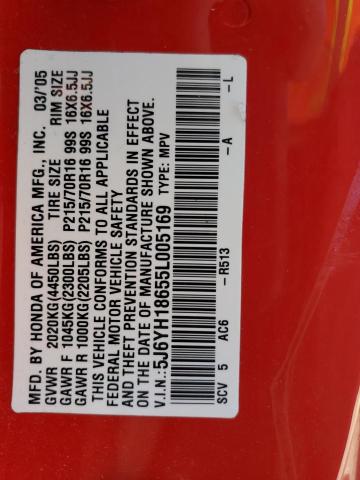 MFD. BY HONDA OF AMERICA MFG., INC. 03/'05
GVWR 2020KG(4450LBS) TIRE SIZE RIM SIZE
GAWR F 1045KG(2300LBS) P215/70R16 99S 16X6.5JJ
GAWR R 1000KG(2205LBS) P215/70R16 99S 16X6.5JJ
THIS VEHICLE CONFORMS TO ALL APPLICABLE
FEDERAL MOTOR VEHICLE SAFETY
AND THEFT PREVENTION STANDARDS IN EFFECT
ON THE DATE OF MANUFACTURE SHOWN ABOVE.
V.I.N.: 5J6YH18655L005169 TYPE: MPV
SCV 5 AC6 -R513 -A -L